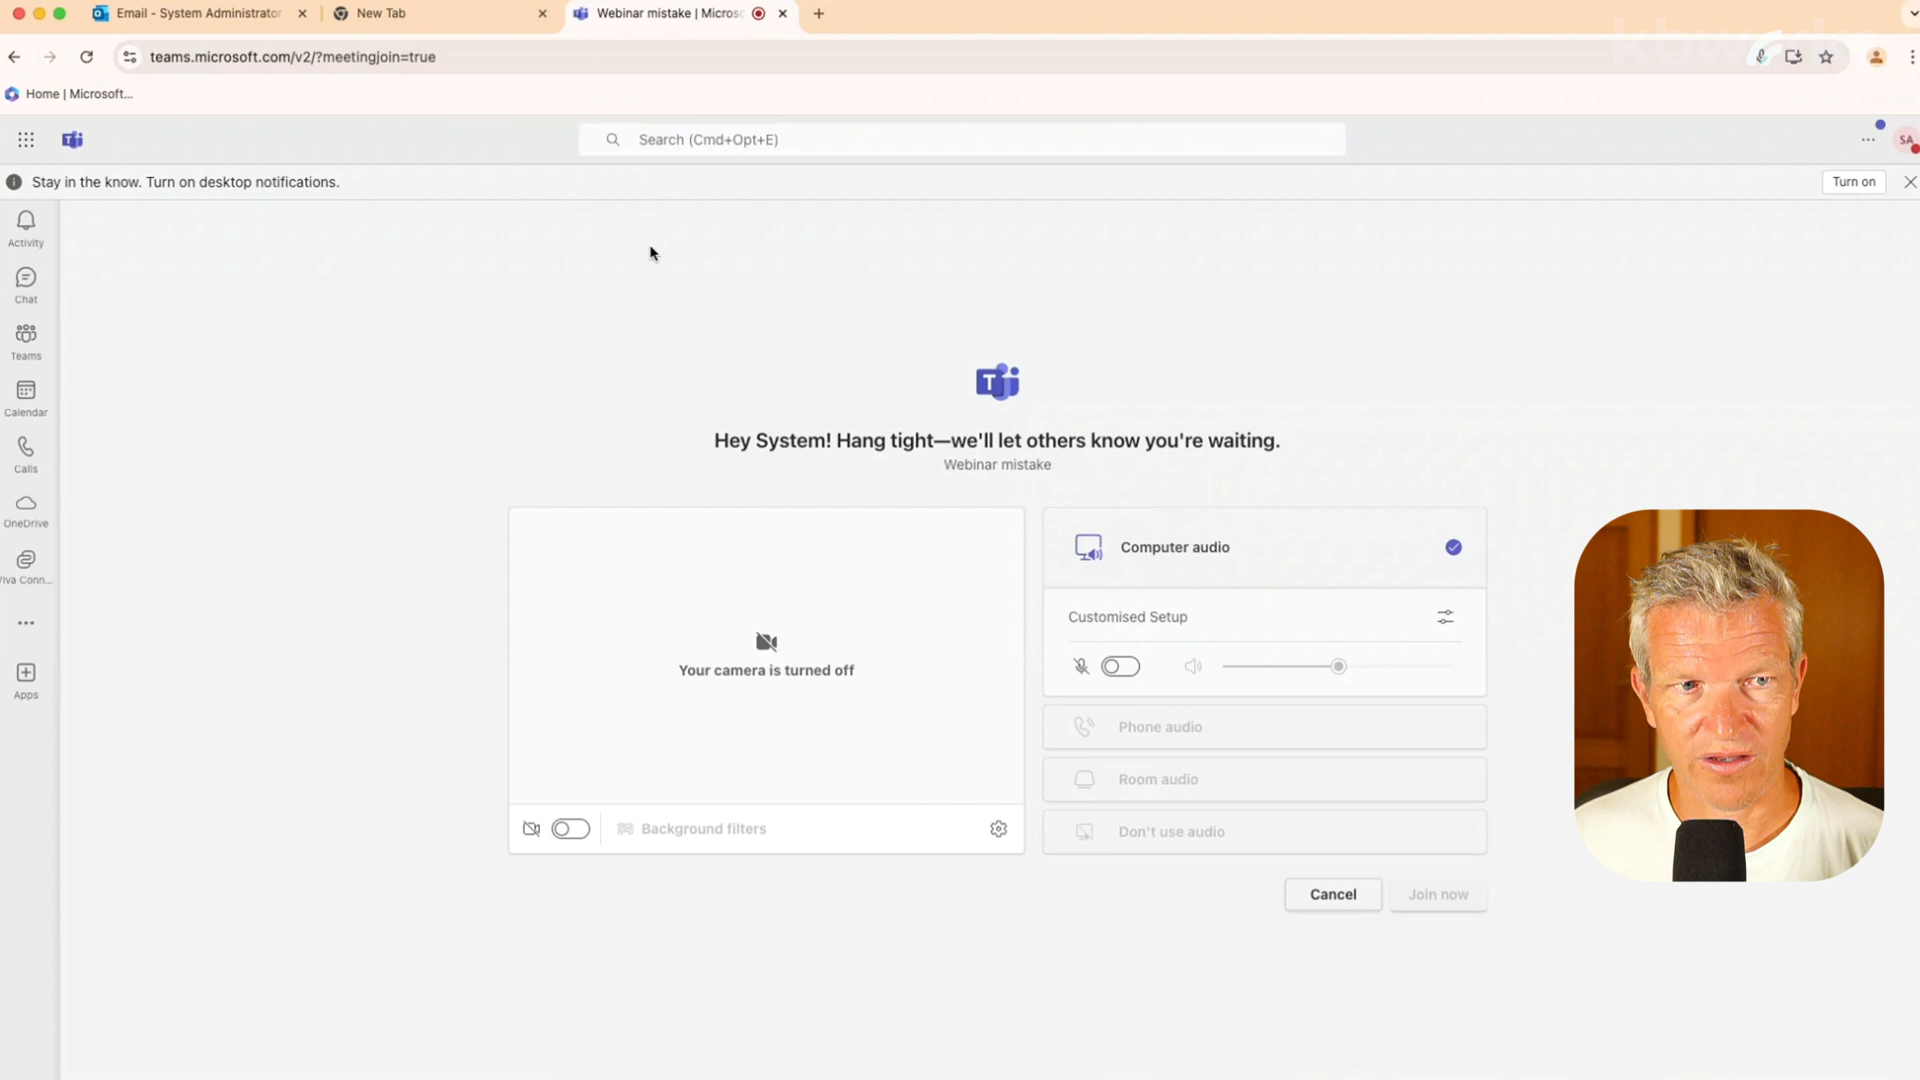 Email - System Administrator
New Tab
Webinar mistake | Micros
teams.microsoft.com/v2/?meetingjoin=true
Home | Microsoft...
Search (Cmd+Opt+E)
SA
Stay in the know. Turn on desktop notifications.
Turn on
Activity
Chat
Teams
Calendar
Calls
OneDrive
Viva Conn...
Apps
T
Hey System! Hang tight—we'll let others know you're waiting.
Webinar mistake
Your camera is turned off
Background filters
Computer audio
Customised Setup
Phone audio
Room audio
Don't use audio
Cancel
Join now